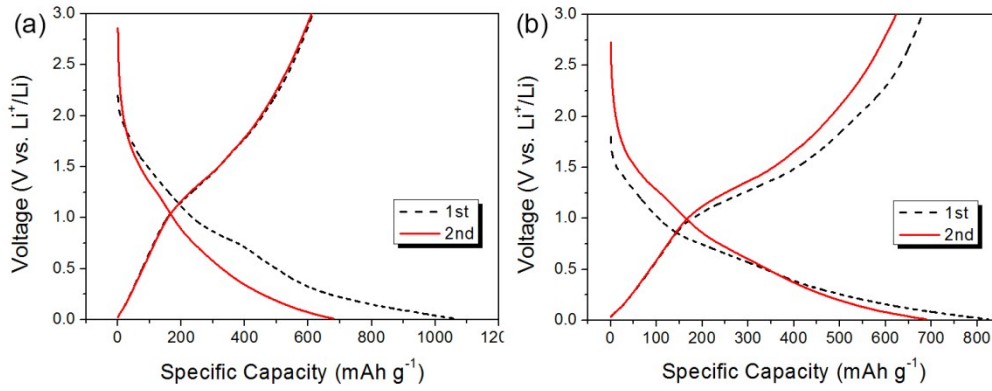 (a)
Voltage (V vs. Li⁺/Li)
3.0
2.5
2.0
1.5
1.0
0.5
0.0
1st
2nd
0 200 400 600 800 1000 120
Specific Capacity (mAh g⁻¹)
(b)
Voltage (V vs. Li⁺/Li)
3.0
2.5
2.0
1.5
1.0
0.5
0.0
1st
2nd
0 100 200 300 400 500 600 700 800
Specific Capacity (mAh g⁻¹)